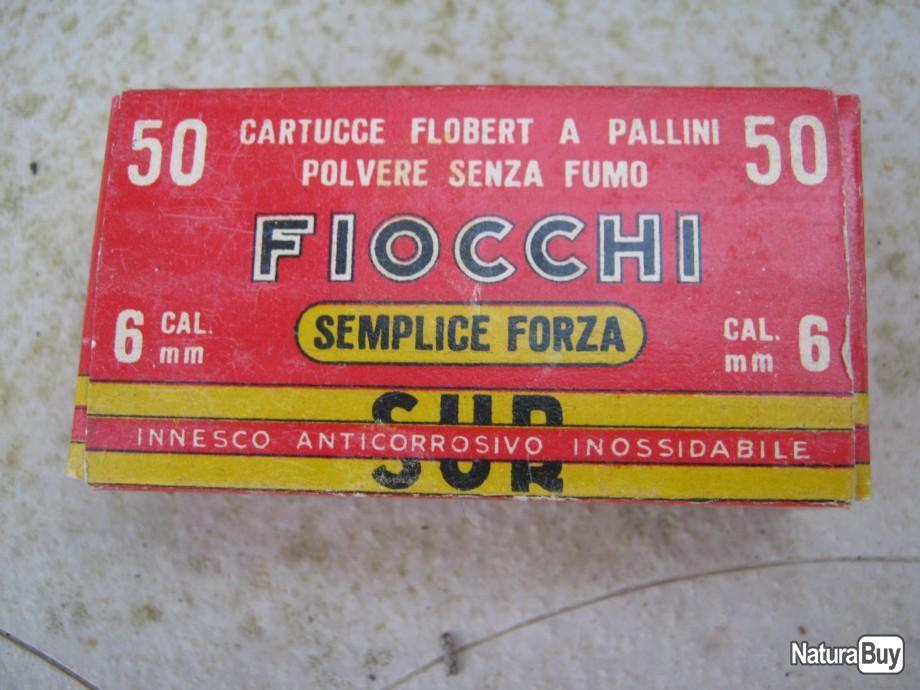 50 CARTUCCE FLOBERT A PALLINI 50
POLVERE SENZA FUMO
FIOCCHI
6 CAL. mm SEMPLICE FORZA CAL. mm 6
SUR
INNESCO ANTICORROSIVO INOSSIDABILE
SUR
NaturaBuy